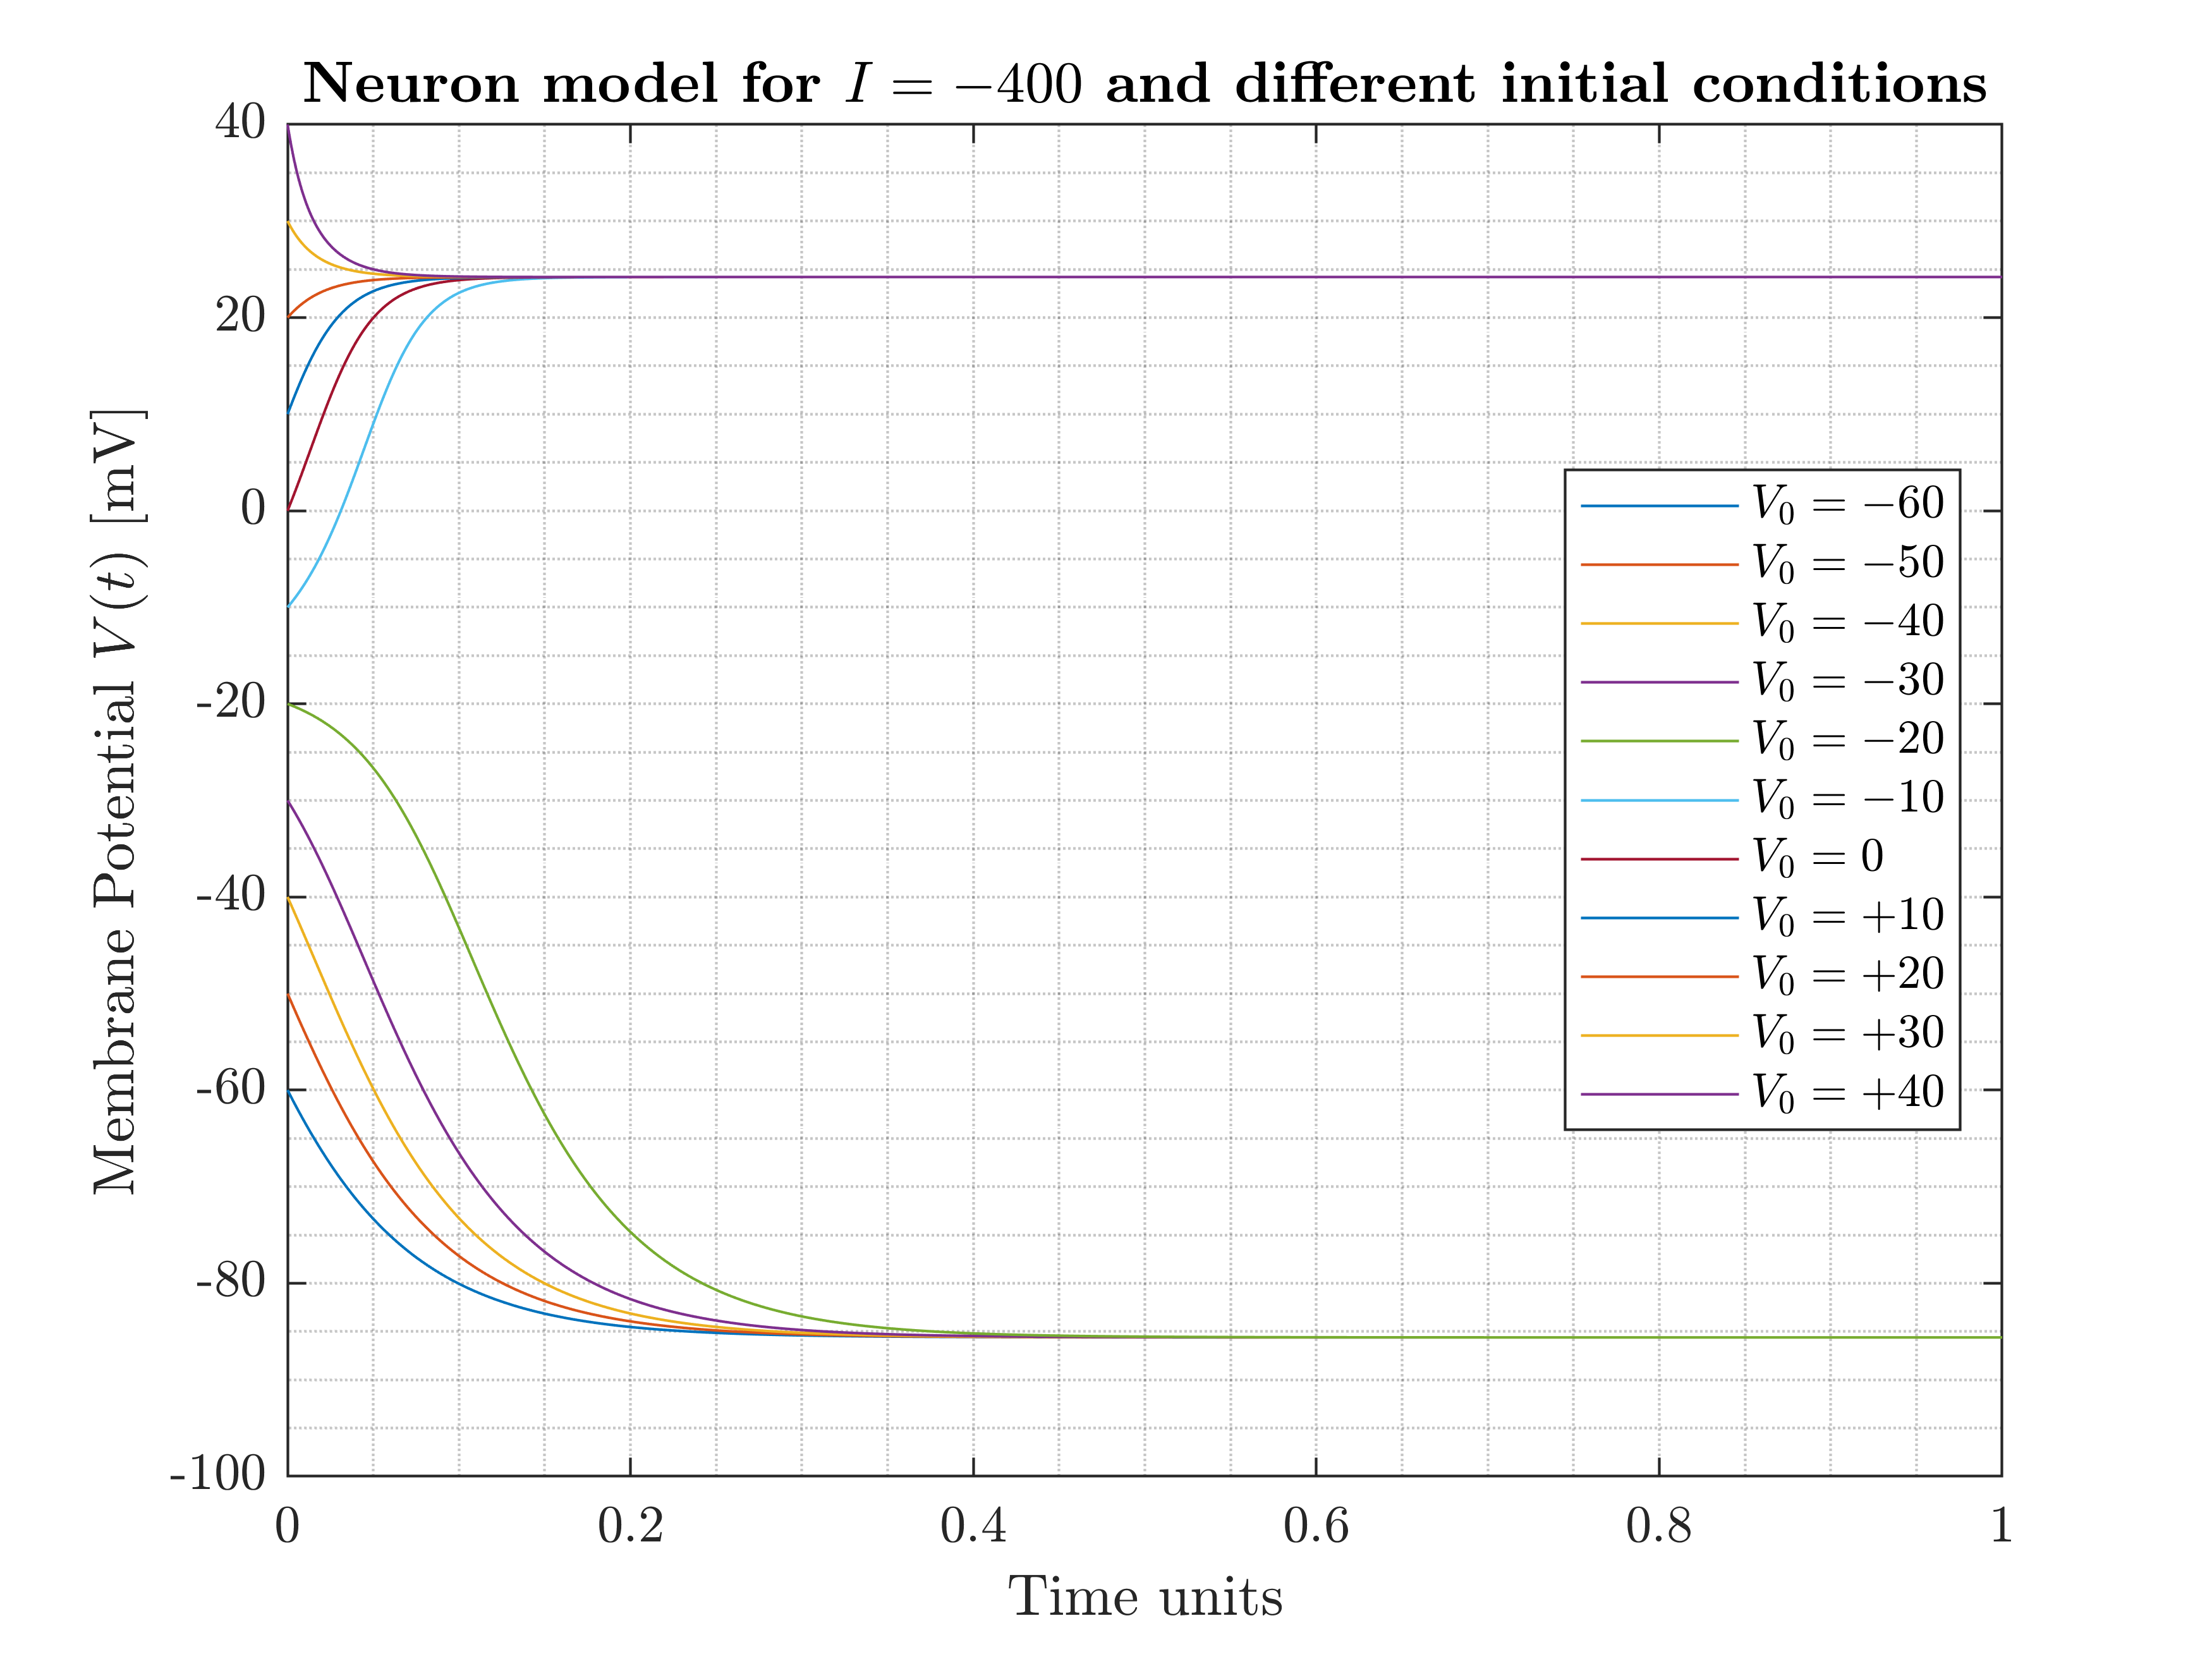 Neuron model for I = −400 and different initial conditions
Membrane Potential V(t) [mV]
40
20
0
-20
-40
-60
-80
-100
V0 = −60
V0 = −50
V0 = −40
V0 = −30
V0 = −20
V0 = −10
V0 = 0
V0 = +10
V0 = +20
V0 = +30
V0 = +40
0 0.2 0.4 0.6 0.8 1
Time units